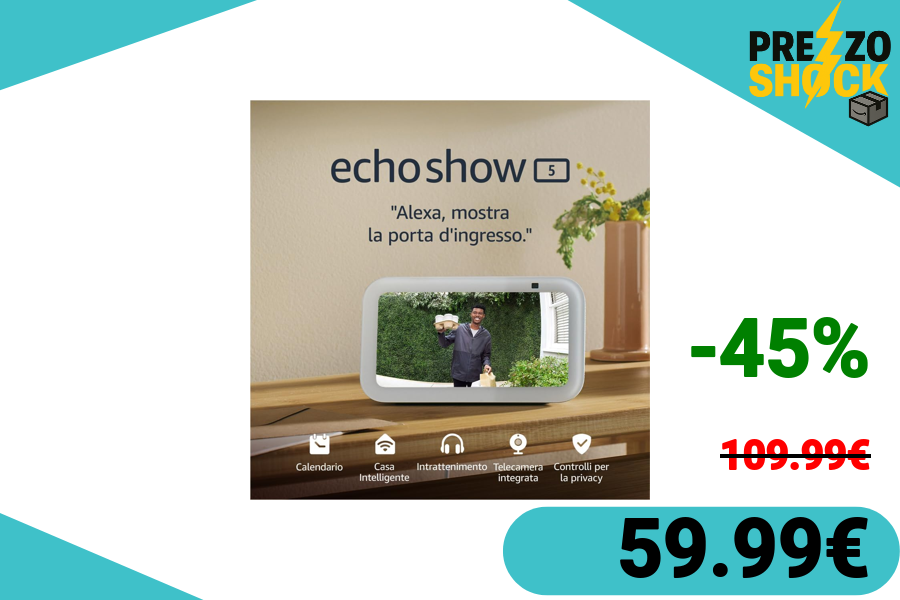 PREZZO
SHOCK
echo show 5
"Alexa, mostra
la porta d'ingresso."
-45%
Calendario
Casa
Intelligente
Intrattenimento
Telecamera
integrata
Controlli per
la privacy
109.99€
59.99€